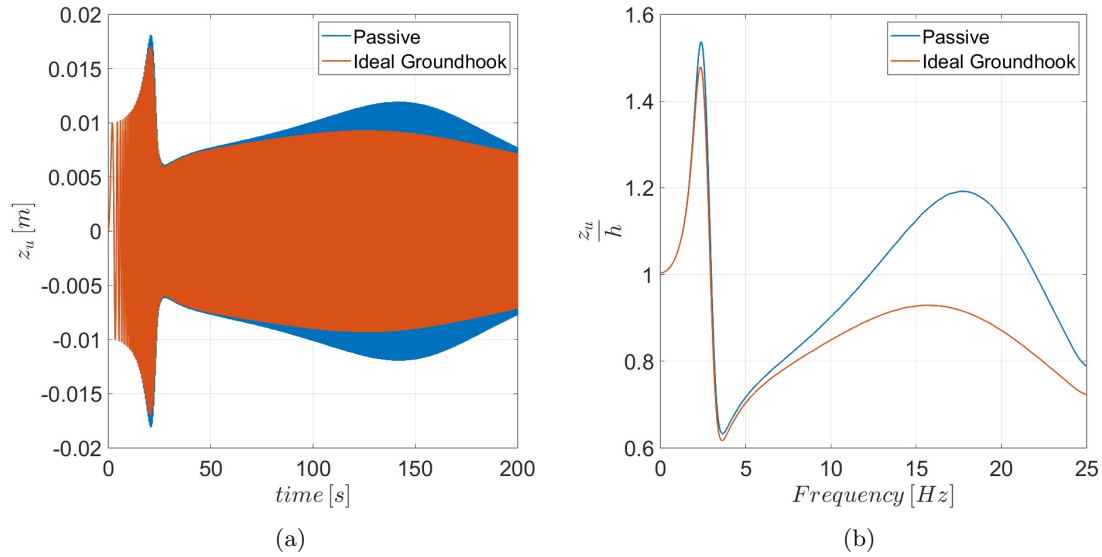 0.02
0.015
0.01
0.005
0
-0.005
-0.01
-0.015
-0.02
z_u [m]
Passive
Ideal Groundhook
0 50 100 150 200
time [s]
(a)
1.6
1.4
1.2
1
0.8
0.6
z_u
h
Passive
Ideal Groundhook
0 5 10 15 20 25
Frequency [Hz]
(b)